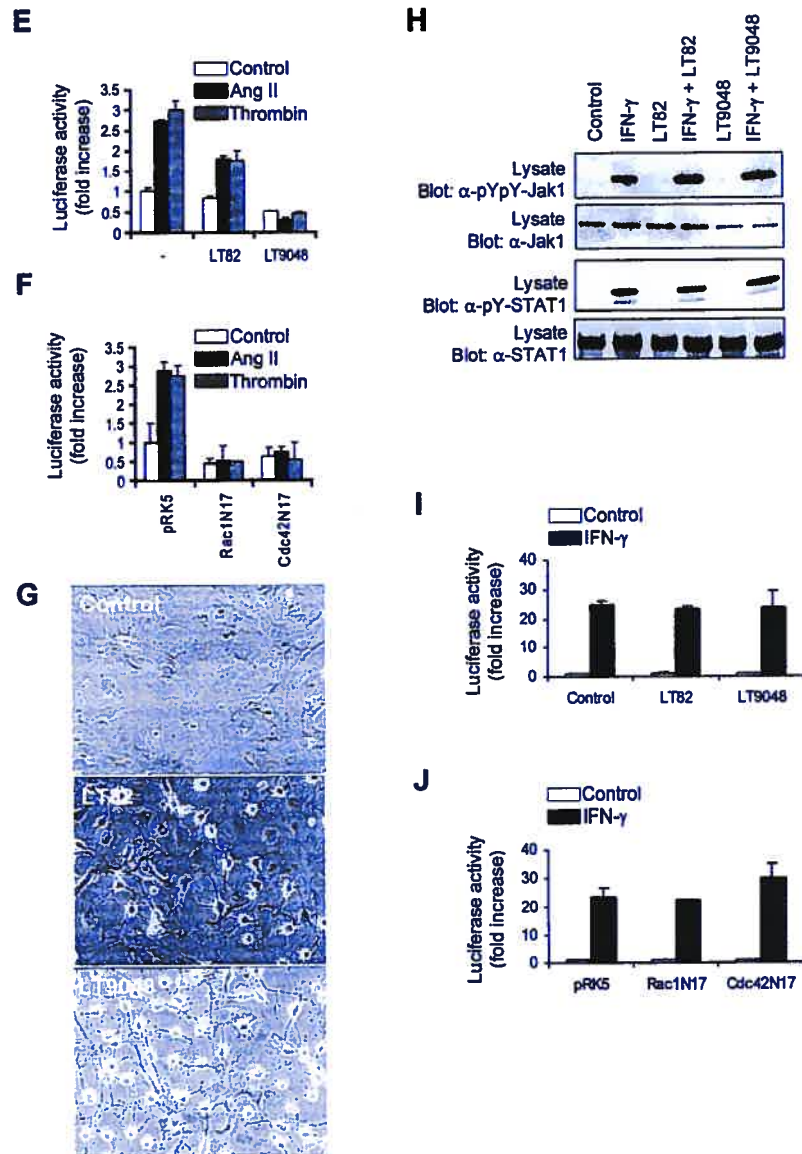 E
Control
Ang II
Thrombin
Luciferase activity
(fold increase)
3.5
3
2.5
2
1.5
1
0.5
0
-
LT82
LT9048
F
Control
Ang II
Thrombin
Luciferase activity
(fold increase)
3.5
3
2.5
2
1.5
1
0.5
0
pRK5
Rac1N17
Cdc42N17
G
Control
LT82
LT9048
H
Control
IFN-γ
LT82
IFN-γ + LT82
LT9048
IFN-γ + LT9048
Lysate
Blot: α-pYpY-Jak1
Lysate
Blot: α-Jak1
Lysate
Blot: α-pY-STAT1
Lysate
Blot: α-STAT1
I
Control
IFN-γ
Luciferase activity
(fold increase)
40
30
20
10
0
Control
LT82
LT9048
J
Control
IFN-γ
Luciferase activity
(fold increase)
40
30
20
10
0
pRK5
Rac1N17
Cdc42N17